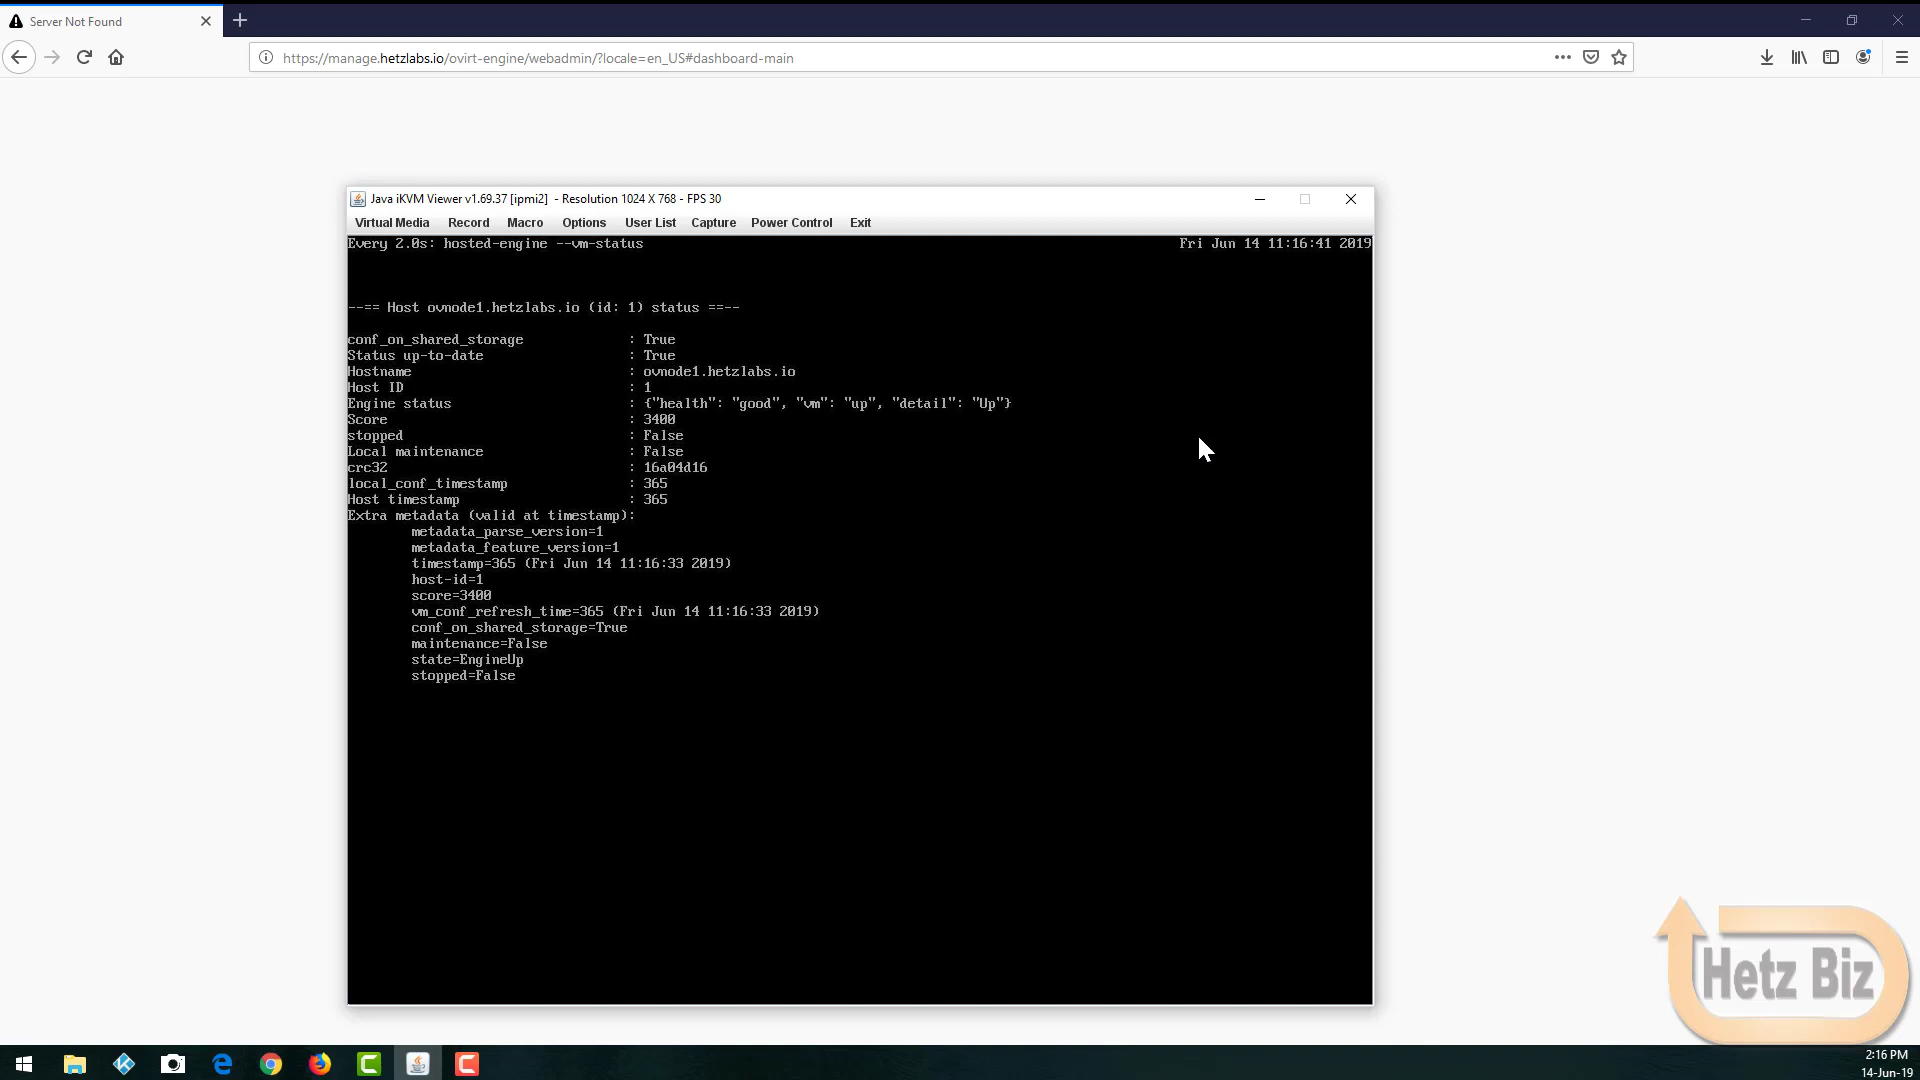 Server Not Found
https://manage.hetzlabs.io/ovirt-engine/webadmin/?locale=en_US#dashboard-main
Java iKVM Viewer v1.69.37 [ipmi2] - Resolution 1024 X 768 - FPS 30
Virtual Media Record Macro Options User List Capture Power Control Exit
Every 2.0s: hosted-engine --vm-status Fri Jun 14 11:16:41 2019
--== Host ovnode1.hetzlabs.io (id: 1) status ==--
conf_on_shared_storage : True
Status up-to-date : True
Hostname : ovnode1.hetzlabs.io
Host ID : 1
Engine status : {"health": "good", "vm": "up", "detail": "Up"}
Score : 3400
stopped : False
Local maintenance : False
crc32 : 16a04d16
local_conf_timestamp : 365
Host timestamp : 365
Extra metadata (valid at timestamp):
metadata_parse_version=1
metadata_feature_version=1
timestamp=365 (Fri Jun 14 11:16:33 2019)
host-id=1
score=3400
vm_conf_refresh_time=365 (Fri Jun 14 11:16:33 2019)
conf_on_shared_storage=True
maintenance=False
state=EngineUp
stopped=False
Hetz Biz
2:16 PM
14-Jun-19